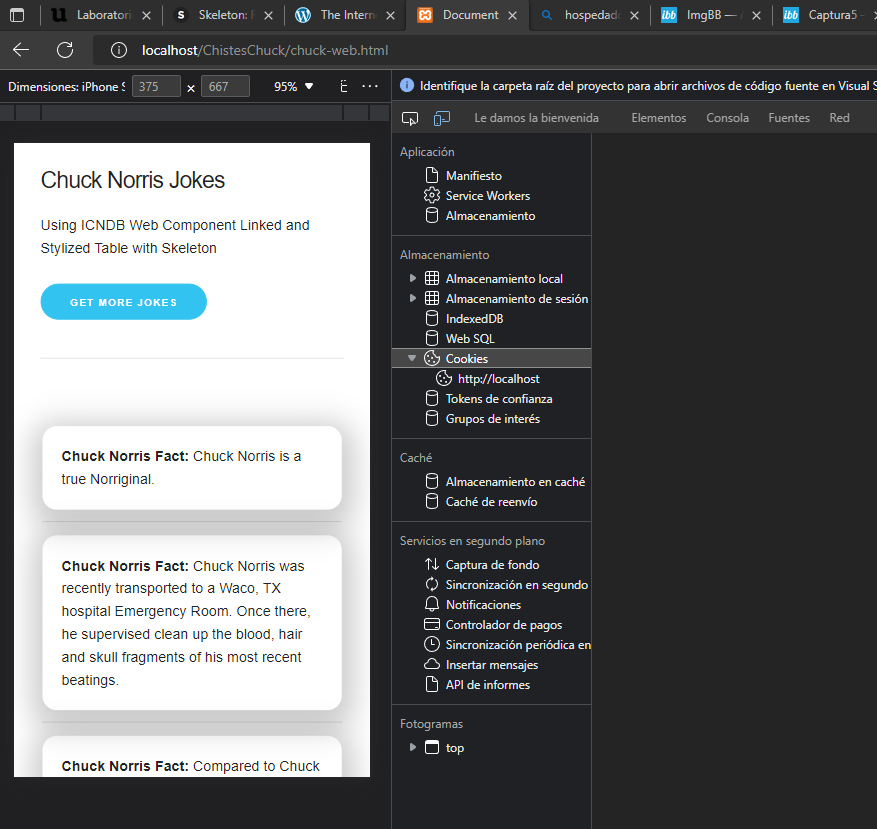 Laboratori
Skeleton: R
The Intern
Document
hospedado
ImgBB — A
Captura5 -
localhost/ChistesChuck/chuck-web.html
Dimensiones: iPhone S
375
×
667
95%
Identifique la carpeta raíz del proyecto para abrir archivos de código fuente en Visual S
Le damos la bienvenida
Elementos
Consola
Fuentes
Red
Chuck Norris Jokes
Using ICNDB Web Component Linked and
Stylized Table with Skeleton
GET MORE JOKES
Chuck Norris Fact: Chuck Norris is a
true Norriginal.
Chuck Norris Fact: Chuck Norris was
recently transported to a Waco, TX
hospital Emergency Room. Once there,
he supervised clean up the blood, hair
and skull fragments of his most recent
beatings.
Chuck Norris Fact: Compared to Chuck
Aplicación
Manifiesto
Service Workers
Almacenamiento
Almacenamiento
Almacenamiento local
Almacenamiento de sesión
IndexedDB
Web SQL
Cookies
http://localhost
Tokens de confianza
Grupos de interés
Caché
Almacenamiento en caché
Caché de reenvío
Servicios en segundo plano
Captura de fondo
Sincronización en segundo
Notificaciones
Controlador de pagos
Sincronización periódica en
Insertar mensajes
API de informes
Fotogramas
top